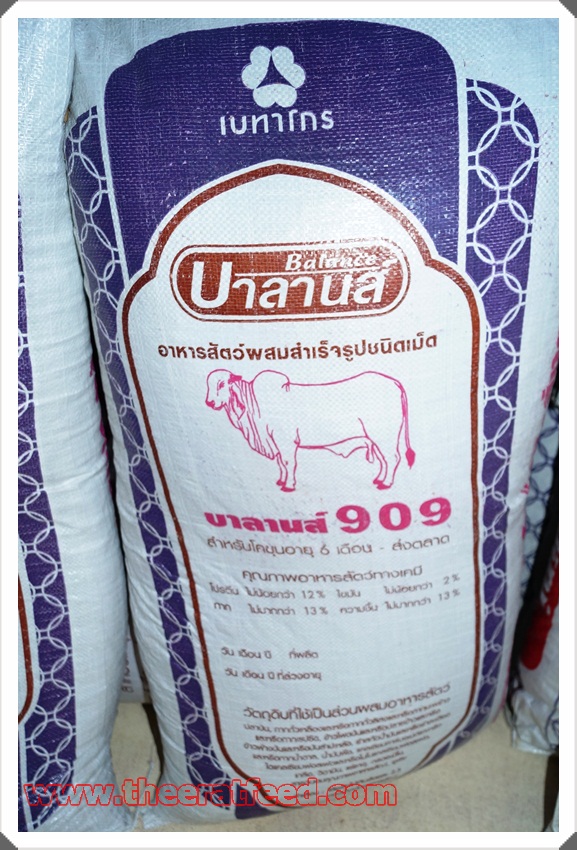 เบทาโกร
Balance
บาลานส์
อาหารสัตว์ผสมสำเร็จรูปชนิดเม็ด
บาลานส์ 909
สำหรับโคขุนอายุ 6 เดือน - ส่งตลาด
คุณภาพอาหารสัตว์ทางเคมี
โปรตีน ไม่น้อยกว่า 12 % ไขมัน ไม่น้อยกว่า 2 %
กาก ไม่มากกว่า 13 % ความชื้น ไม่มากกว่า 13 %
วัน เดือน ปี ที่ผลิต
วัน เดือน ปี ที่ล่วงอายุ
วัตถุดิบที่ใช้เป็นส่วนผสมอาหารสัตว์
www.theeratfeed.com